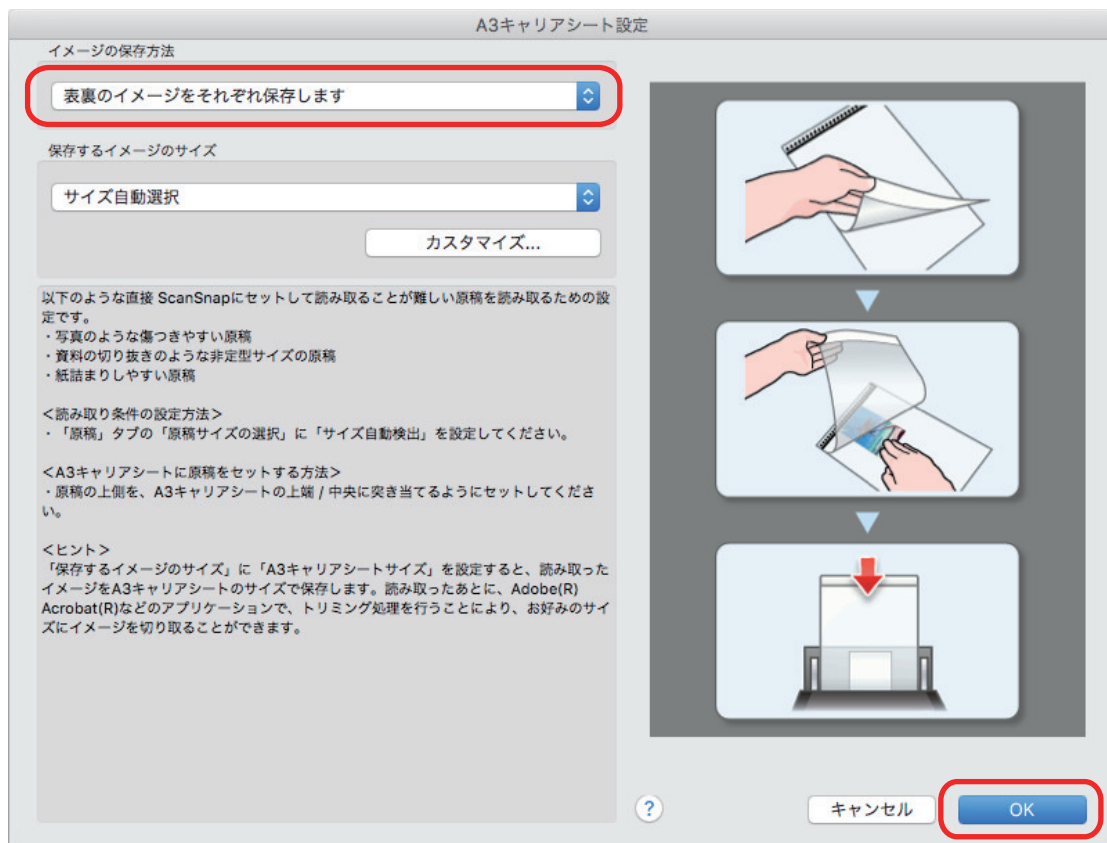 A3キャリアシート設定
イメージの保存方法
表裏のイメージをそれぞれ保存します
保存するイメージのサイズ
サイズ自動選択
カスタマイズ...
以下のような直接 ScanSnapにセットして読み取ることが難しい原稿を読み取るための設
定です。
・写真のような傷つきやすい原稿
・資料の切り抜きのような非定型サイズの原稿
・紙詰まりしやすい原稿
＜読み取り条件の設定方法＞
・「原稿」タブの「原稿サイズの選択」に「サイズ自動検出」を設定してください。
＜A3キャリアシートに原稿をセットする方法＞
・原稿の上側を、A3キャリアシートの上端 / 中央に突き当てるようにセットしてくださ
い。
＜ヒント＞
「保存するイメージのサイズ」に「A3キャリアシートサイズ」を設定すると、読み取った
イメージをA3キャリアシートのサイズで保存します。読み取ったあとに、Adobe(R)
Acrobat(R)などのアプリケーションで、トリミング処理を行うことにより、お好みのサイ
ズにイメージを切り取ることができます。
?
キャンセル
OK